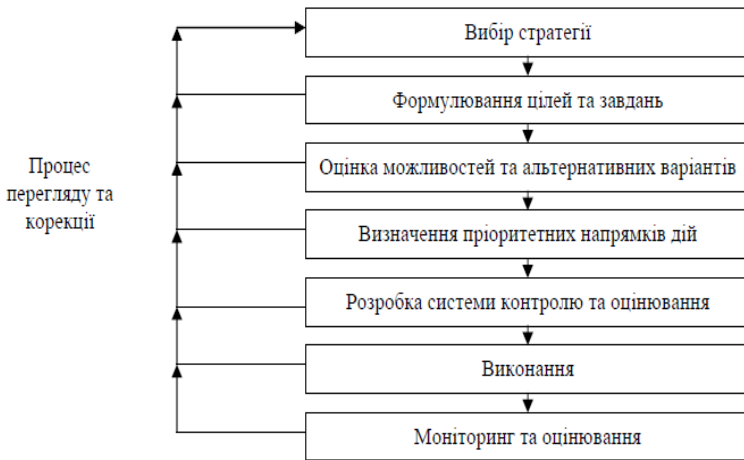 Вибір стратегії
Формулювання цілей та завдань
Оцінка можливостей та альтернативних варіантів
Визначення пріоритетних напрямків дій
Розробка системи контролю та оцінювання
Виконання
Моніторинг та оцінювання
Процес
перегляду та
корекції